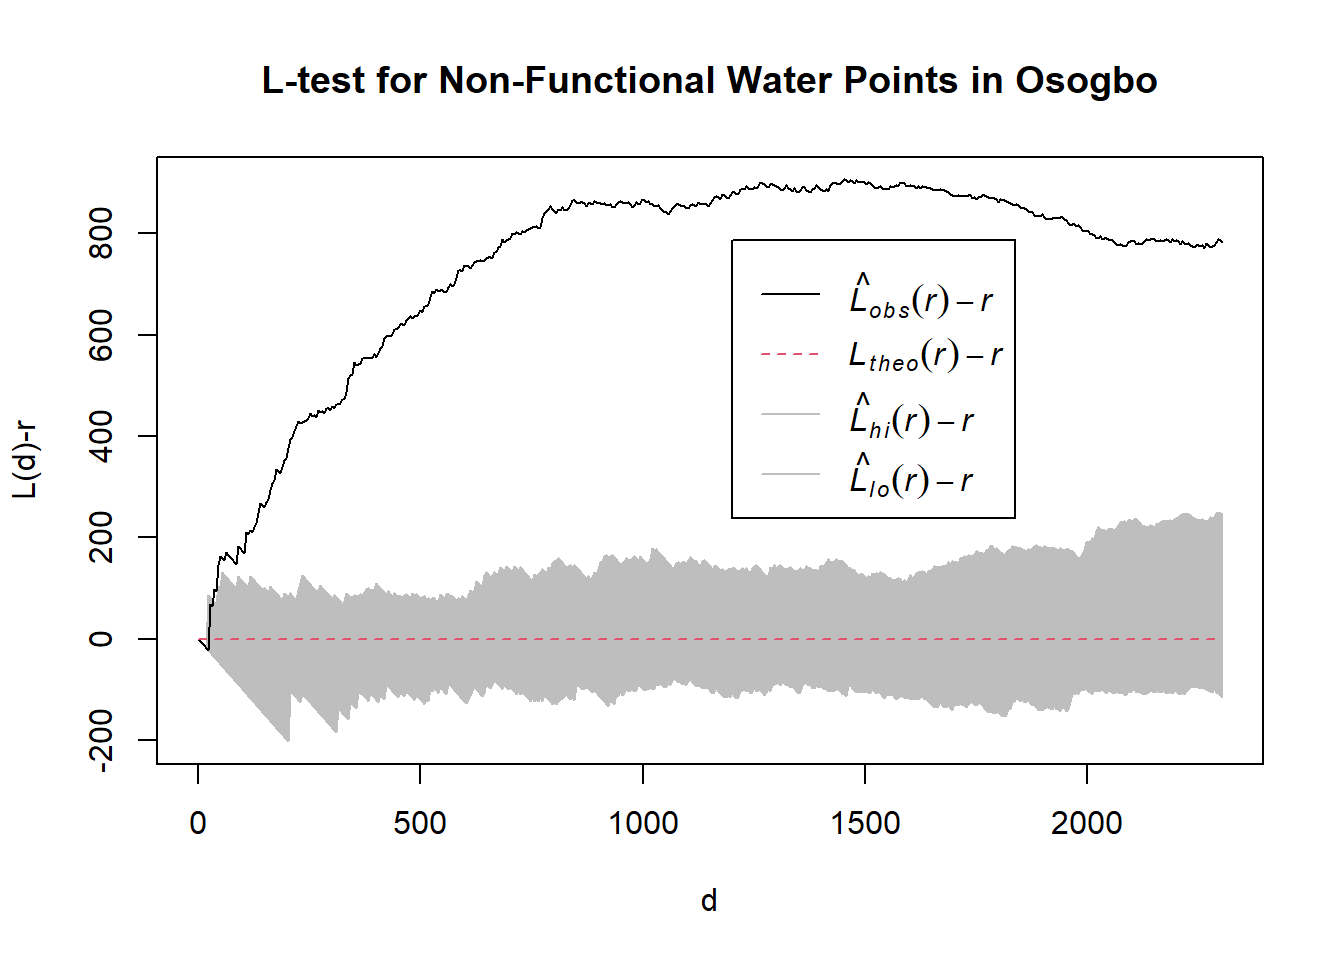 L-test for Non-Functional Water Points in Osogbo
L(d)-r
800
600
400
200
0
-200
L̂obs(r) − r
Ltheo(r) − r
L̂hi(r) − r
L̂lo(r) − r
0 500 1000 1500 2000
d